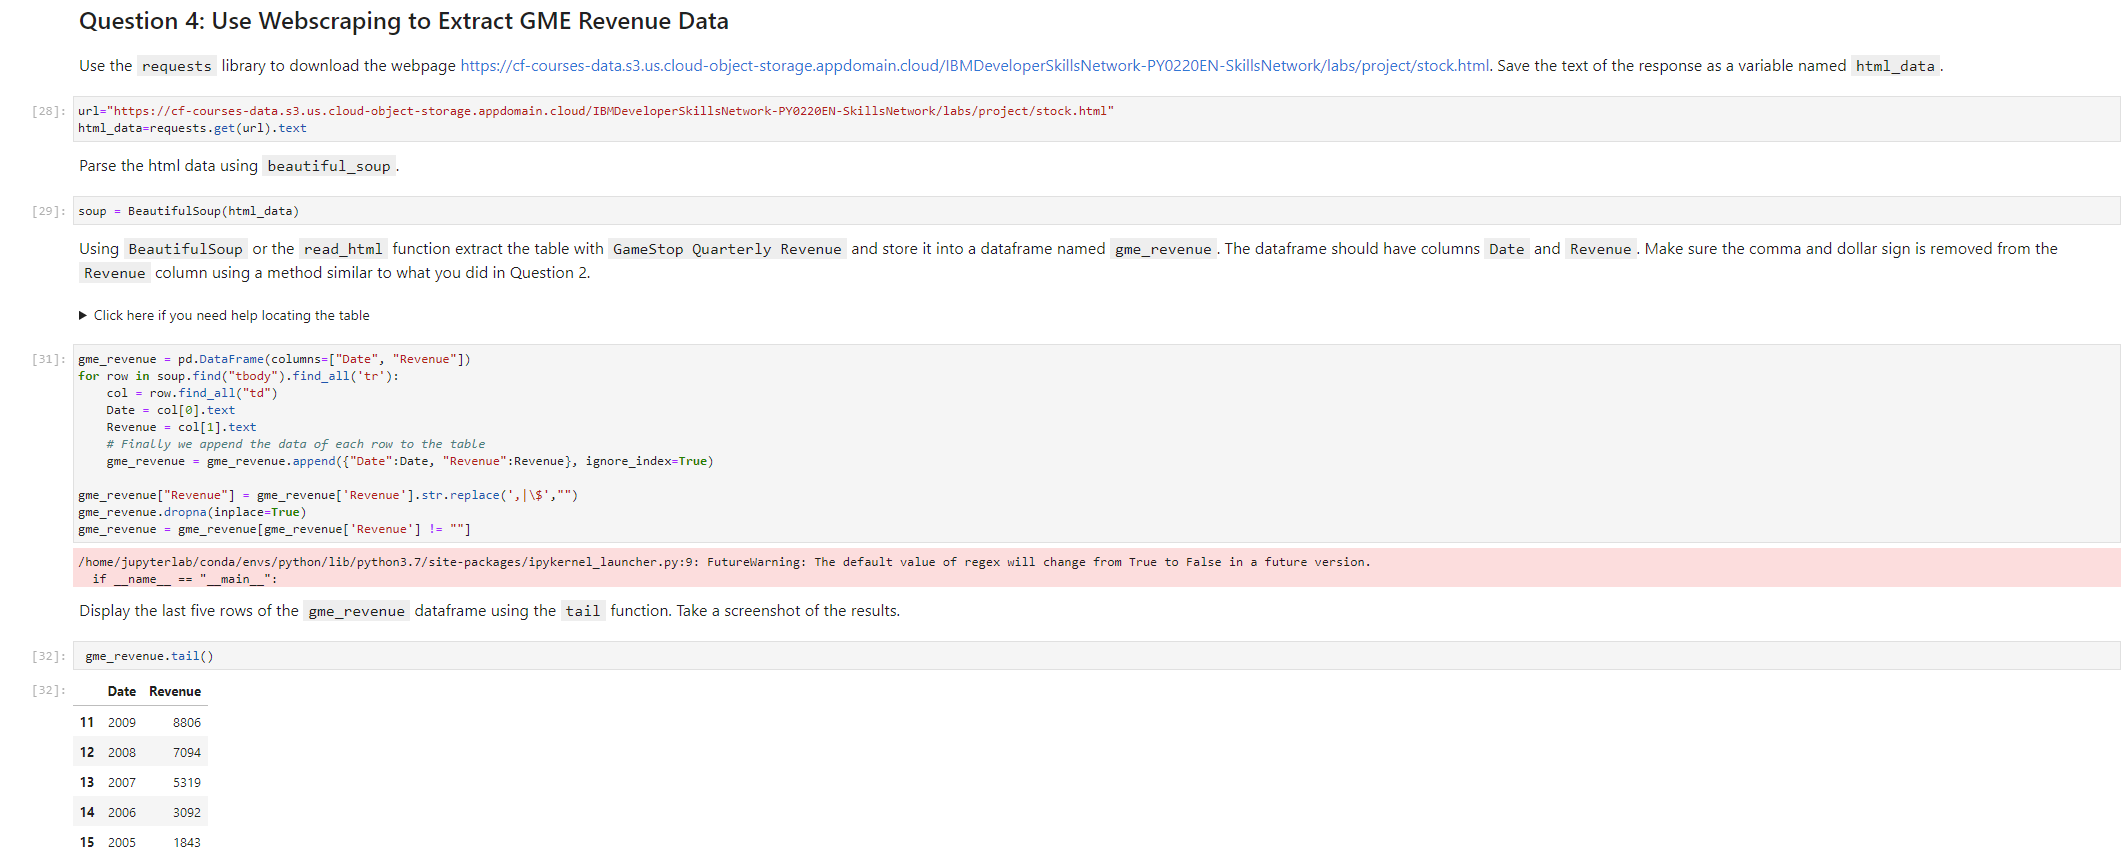 Question 4: Use Webscraping to Extract GME Revenue Data
Use the requests library to download the webpage https://cf-courses-data.s3.us.cloud-object-storage.appdomain.cloud/IBMDeveloperSkillsNetwork-PY0220EN-SkillsNetwork/labs/project/stock.html. Save the text of the response as a variable named html_data.
[28]: url="https://cf-courses-data.s3.us.cloud-object-storage.appdomain.cloud/IBMDeveloperSkillsNetwork-PY0220EN-SkillsNetwork/labs/project/stock.html"
html_data=requests.get(url).text
Parse the html data using beautiful_soup.
[29]: soup = BeautifulSoup(html_data)
Using BeautifulSoup or the read_html function extract the table with GameStop Quarterly Revenue and store it into a dataframe named gme_revenue. The dataframe should have columns Date and Revenue. Make sure the comma and dollar sign is removed from the
Revenue column using a method similar to what you did in Question 2.
▶ Click here if you need help locating the table
[31]: gme_revenue = pd.DataFrame(columns=["Date", "Revenue"])
for row in soup.find("tbody").find_all('tr'):
    col = row.find_all("td")
    Date = col[0].text
    Revenue = col[1].text
    # Finally we append the data of each row to the table
    gme_revenue = gme_revenue.append({"Date":Date, "Revenue":Revenue}, ignore_index=True)
gme_revenue["Revenue"] = gme_revenue['Revenue'].str.replace(',|\$',"")
gme_revenue.dropna(inplace=True)
gme_revenue = gme_revenue[gme_revenue['Revenue'] != ""]
/home/jupyterlab/conda/envs/python/lib/python3.7/site-packages/ipykernel_launcher.py:9: FutureWarning: The default value of regex will change from True to False in a future version.
  if __name__ == "__main__":
Display the last five rows of the gme_revenue dataframe using the tail function. Take a screenshot of the results.
[32]: gme_revenue.tail()
[32]: Date Revenue
11 2009 8806
12 2008 7094
13 2007 5319
14 2006 3092
15 2005 1843